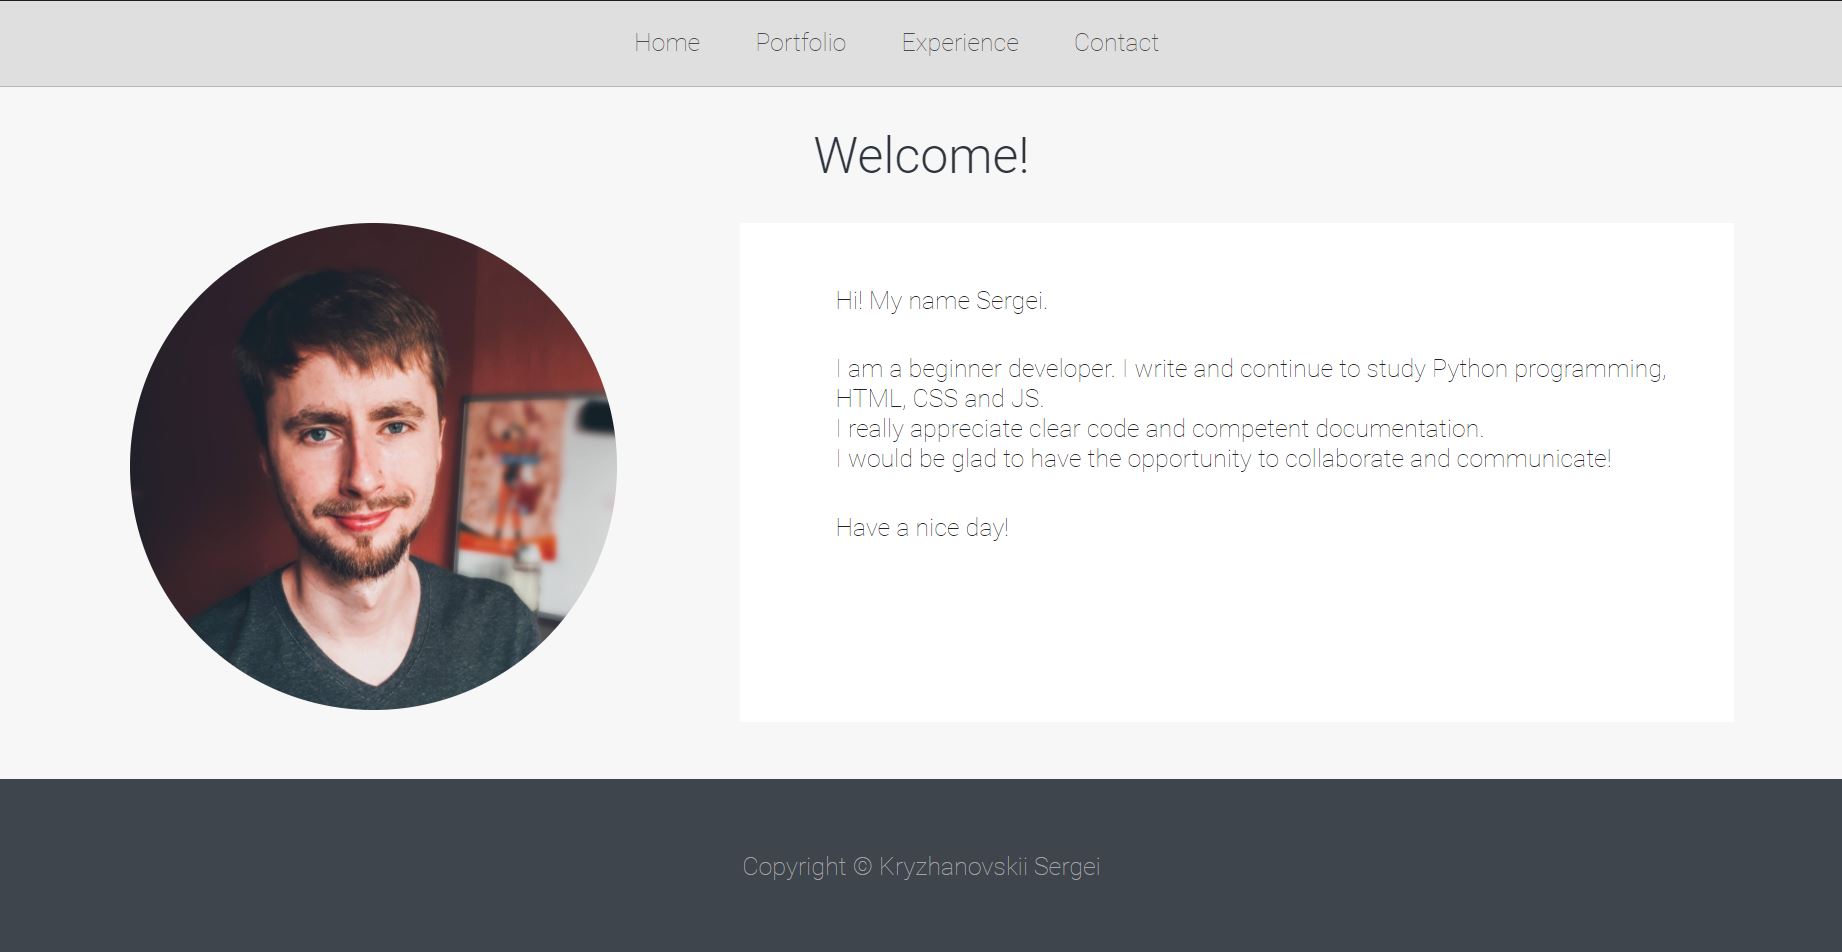 Home Portfolio Experience Contact
Welcome!
Hi! My name Sergei.
I am a beginner developer. I write and continue to study Python programming,
HTML, CSS and JS.
I really appreciate clear code and competent documentation.
I would be glad to have the opportunity to collaborate and communicate!
Have a nice day!
Copyright © Kryzhanovskii Sergei